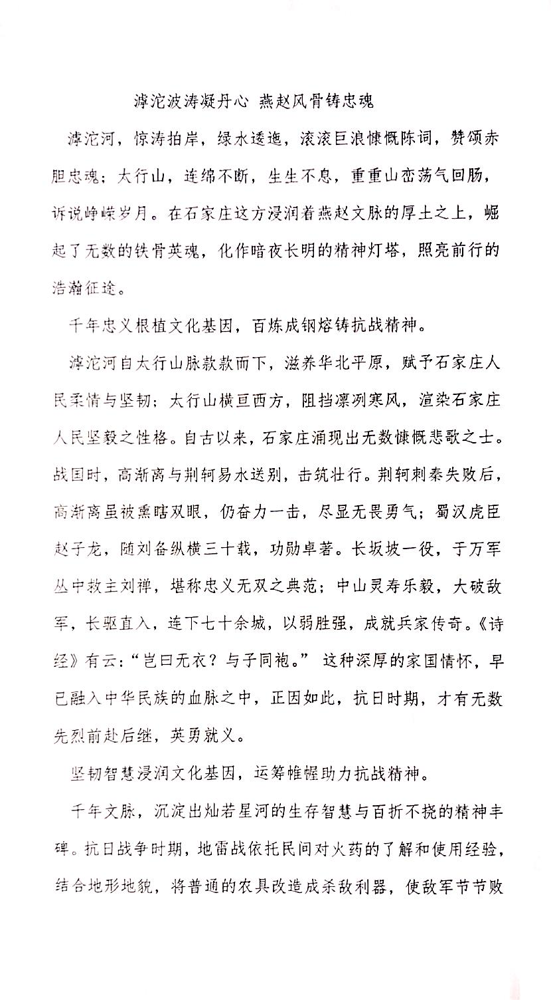 滹沱波涛凝丹心 燕赵风骨铸忠魂
滹沱河，惊涛拍岸，绿水逶迤，滚滚巨浪慷慨陈词，赞颂赤
胆忠魂；太行山，连绵不断，生生不息，重重山峦荡气回肠，
诉说峥嵘岁月。在石家庄这方浸润着燕赵文脉的厚土之上，崛
起了无数的铁骨英魂，化作暗夜长明的精神灯塔，照亮前行的
浩瀚征途。
千年忠义根植文化基因，百炼成钢熔铸抗战精神。
滹沱河自太行山脉款款而下，滋养华北平原，赋予石家庄人
民柔情与坚韧；太行山横亘西方，阻挡凛冽寒风，渲染石家庄
人民坚毅之性格。自古以来，石家庄涌现出无数慷慨悲歌之士。
战国时，高渐离与荆轲易水送别，击筑壮行。荆轲刺秦失败后，
高渐离虽被熏瞎双眼，仍奋力一击，尽显无畏勇气；蜀汉虎臣
赵子龙，随刘备纵横三十载，功勋卓著。长坂坡一役，于万军
丛中救主刘禅，堪称忠义无双之典范；中山灵寿乐毅，大破敌
军，长驱直入，连下七十余城，以弱胜强，成就兵家传奇。《诗
经》有云：“岂曰无衣？与子同袍。” 这种深厚的家国情怀，早
已融入中华民族的血脉之中，正因如此，抗日时期，才有无数
先烈前赴后继，英勇就义。
坚韧智慧浸润文化基因，运筹帷幄助力抗战精神。
千年文脉，沉淀出灿若星河的生存智慧与百折不挠的精神丰
碑。抗日战争时期，地雷战依托民间对火药的了解和使用经验，
结合地形地貌，将普通的农具改造成杀敌利器，使敌军节节败